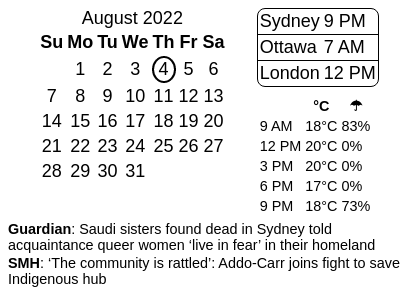 August 2022
Su Mo Tu We Th Fr Sa
1 2 3 4 5 6
7 8 9 10 11 12 13
14 15 16 17 18 19 20
21 22 23 24 25 26 27
28 29 30 31
Sydney 9 PM
Ottawa 7 AM
London 12 PM
°C ☂
9 AM 18°C 83%
12 PM 20°C 0%
3 PM 20°C 0%
6 PM 17°C 0%
9 PM 18°C 73%
Guardian: Saudi sisters found dead in Sydney told
acquaintance queer women ‘live in fear’ in their homeland
SMH: ‘The community is rattled’: Addo-Carr joins fight to save
Indigenous hub